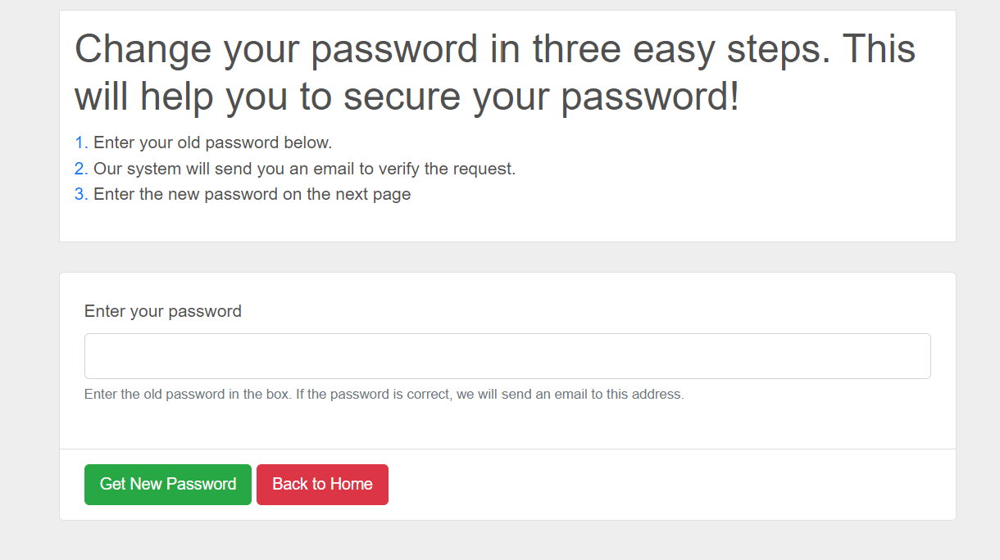 Change your password in three easy steps. This
will help you to secure your password!
1. Enter your old password below.
2. Our system will send you an email to verify the request.
3. Enter the new password on the next page
Enter your password
Enter the old password in the box. If the password is correct, we will send an email to this address.
Get New Password Back to Home